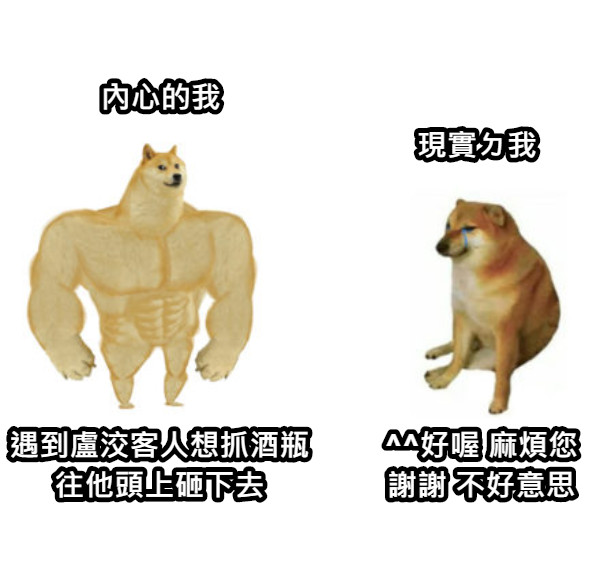 內心的我
現實ㄉ我
遇到盧洨客人想抓酒瓶
往他頭上砸下去
^^好喔 麻煩您
謝謝 不好意思